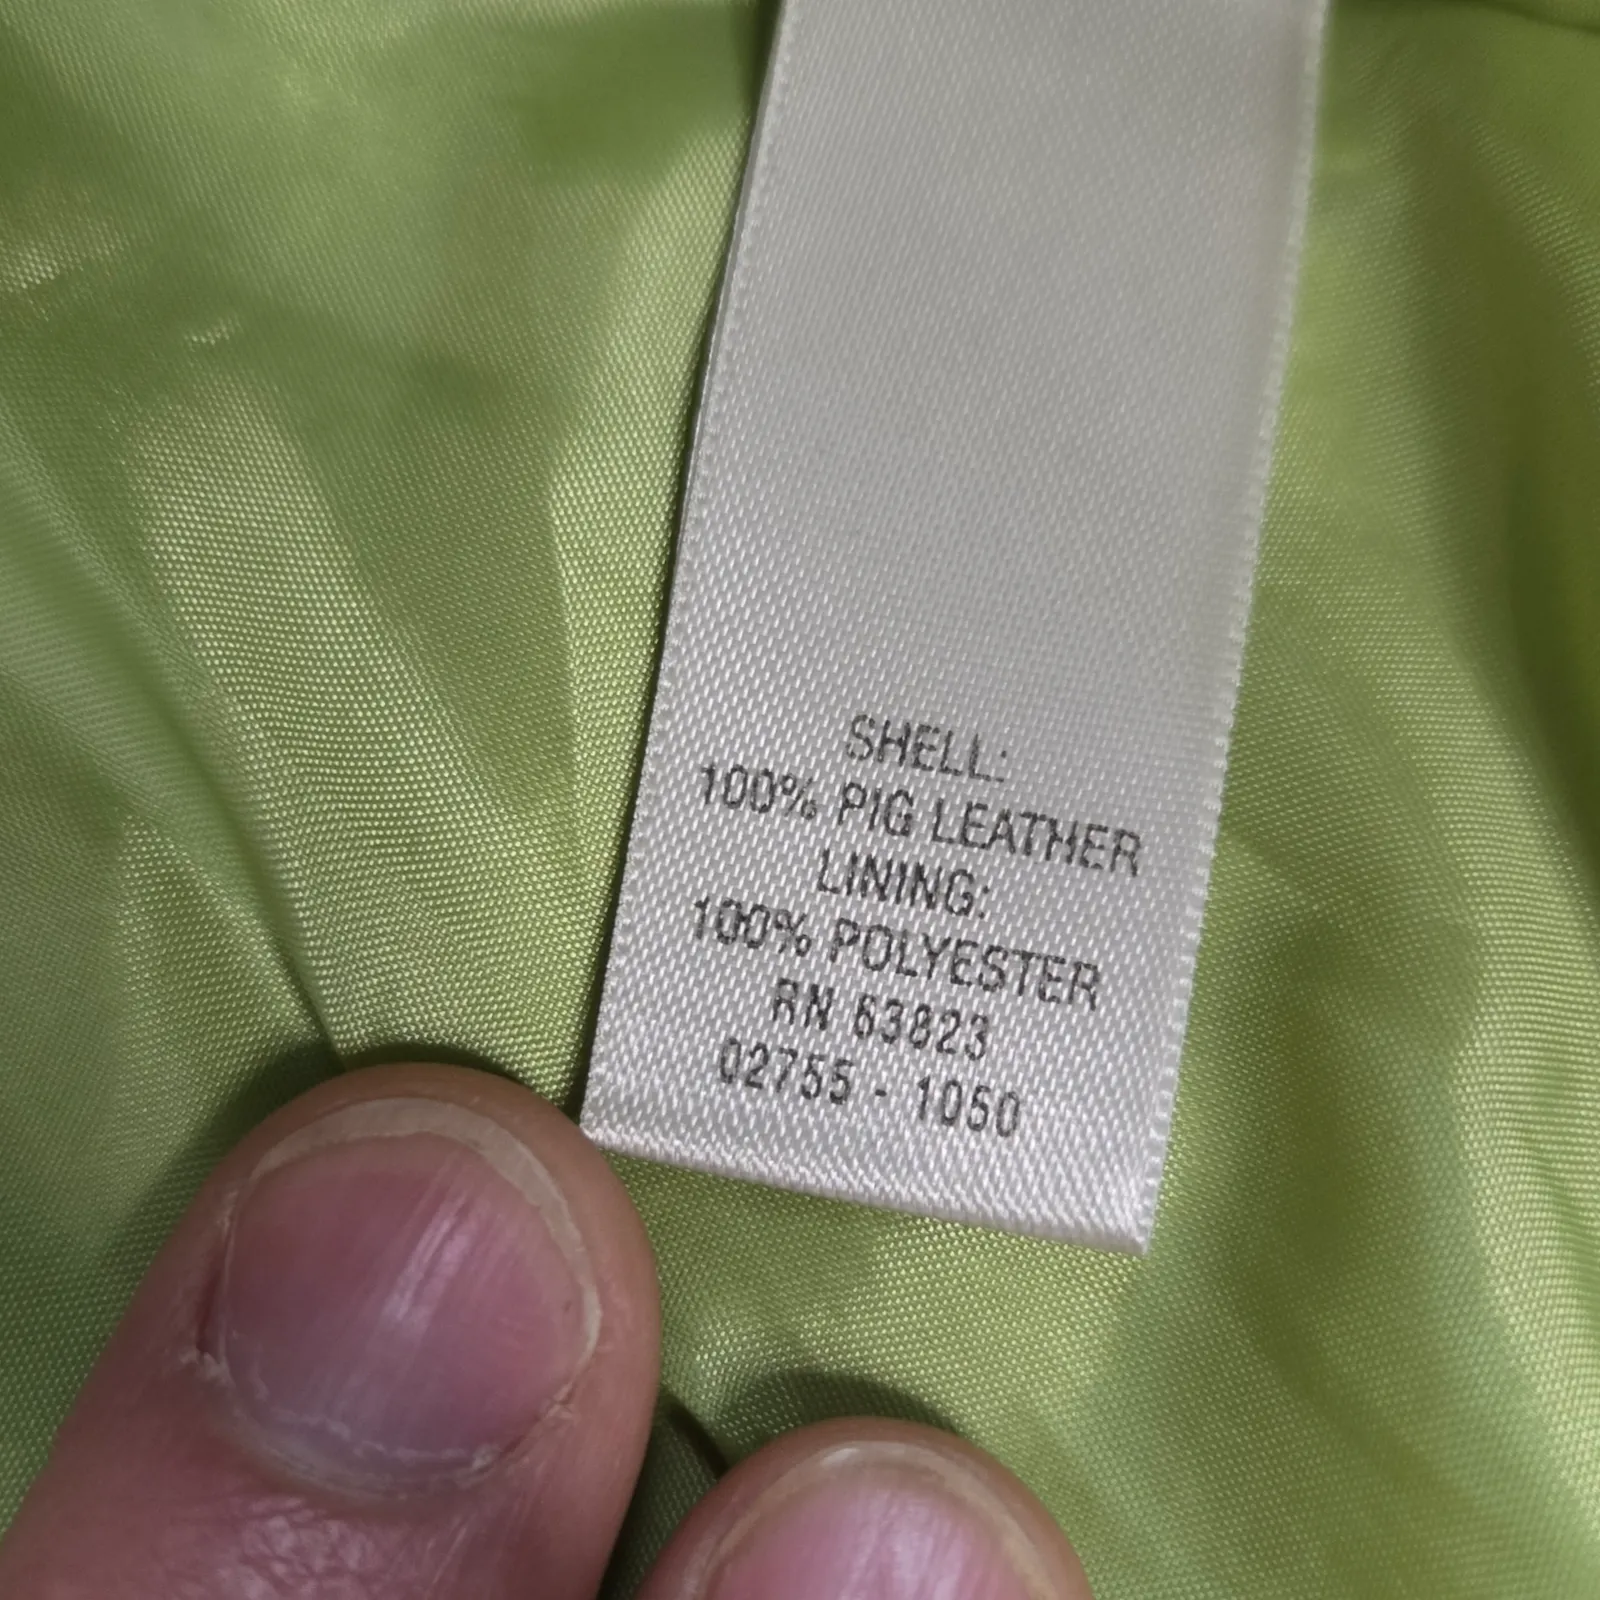 SHELL:
100% PIG LEATHER
LINING:
100% POLYESTER
RN 63823
02755 - 1050